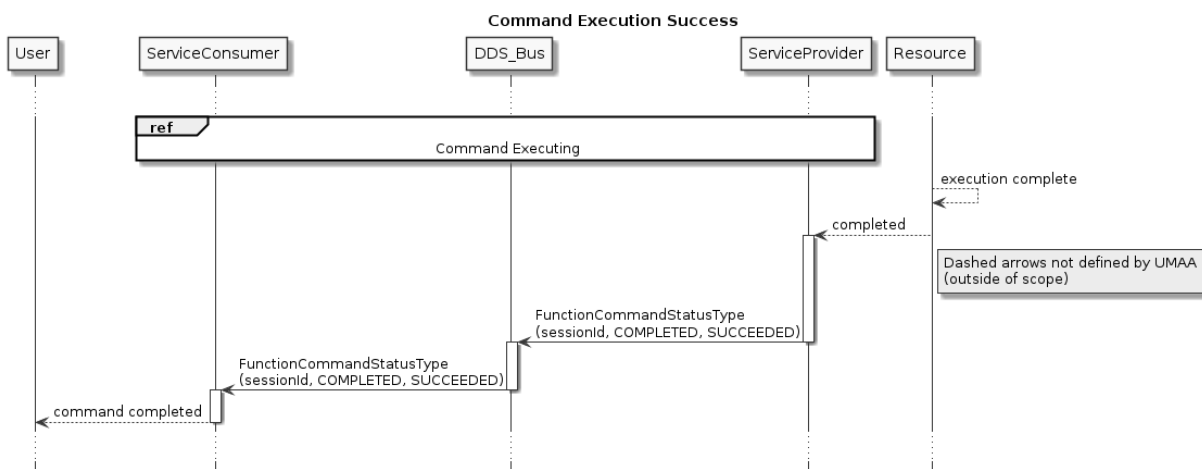 Command Execution Success
User
ServiceConsumer
DDS_Bus
ServiceProvider
Resource
ref
Command Executing
execution complete
completed
Dashed arrows not defined by UMAA
(outside of scope)
FunctionCommandStatusType
(sessionId, COMPLETED, SUCCEEDED)
FunctionCommandStatusType
(sessionId, COMPLETED, SUCCEEDED)
command completed